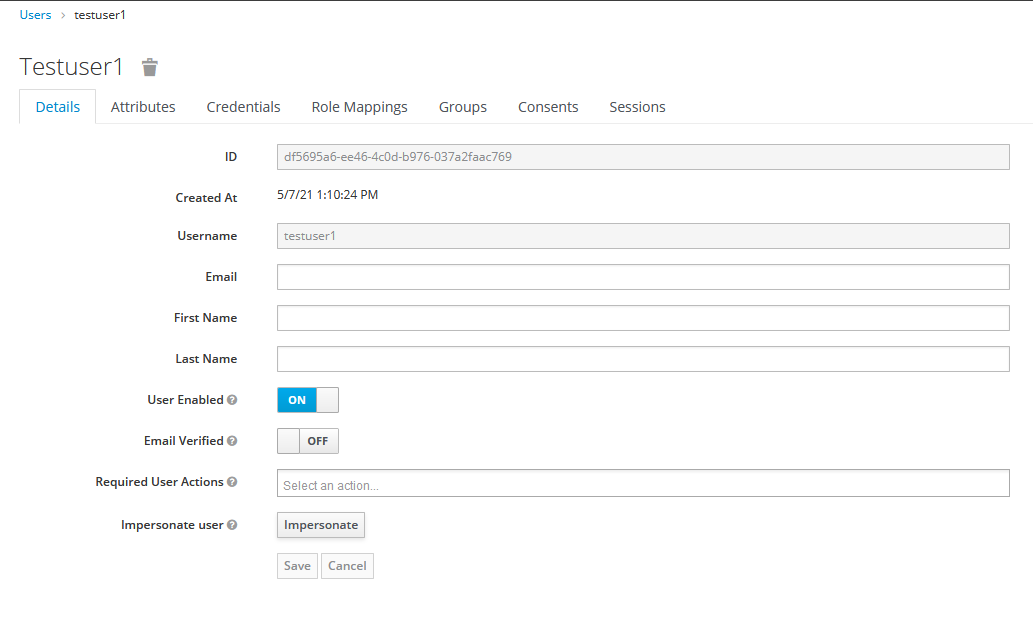 Users > testuser1
Testuser1
Details Attributes Credentials Role Mappings Groups Consents Sessions
ID df5695a6-ee46-4c0d-b976-037a2faac769
Created At 5/7/21 1:10:24 PM
Username testuser1
Email
First Name
Last Name
User Enabled ? ON
Email Verified ? OFF
Required User Actions ? Select an action...
Impersonate user ? Impersonate
Save Cancel